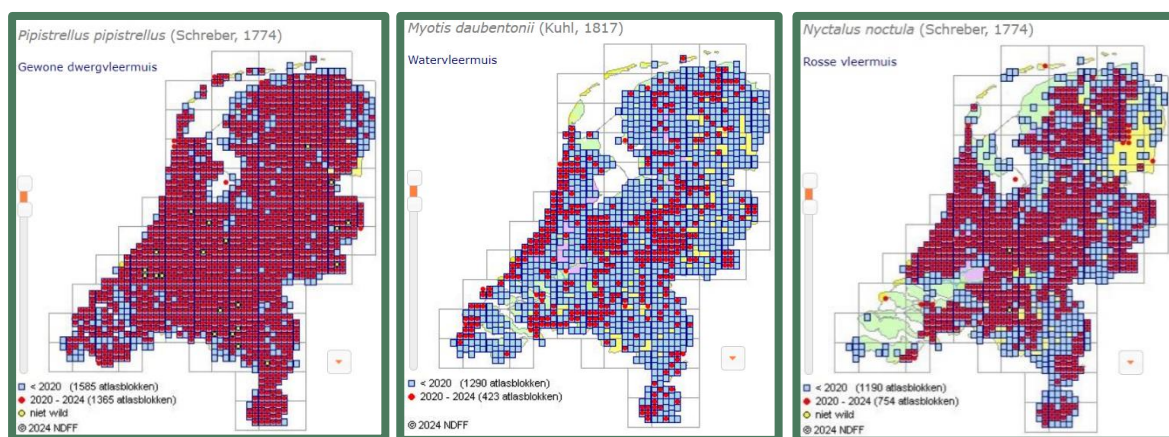 Pipistrellus pipistrellus (Schreber, 1774)
Gewone dwergvleermuis
< 2020 (1585 atlasblokken)
2020 - 2024 (1365 atlasblokken)
niet wild
© 2024 NDFF
Myotis daubentonii (Kuhl, 1817)
Watervleermuis
< 2020 (1290 atlasblokken)
2020 - 2024 (423 atlasblokken)
© 2024 NDFF
Nyctalus noctula (Schreber, 1774)
Rosse vleermuis
< 2020 (1190 atlasblokken)
2020 - 2024 (754 atlasblokken)
niet wild
© 2024 NDFF